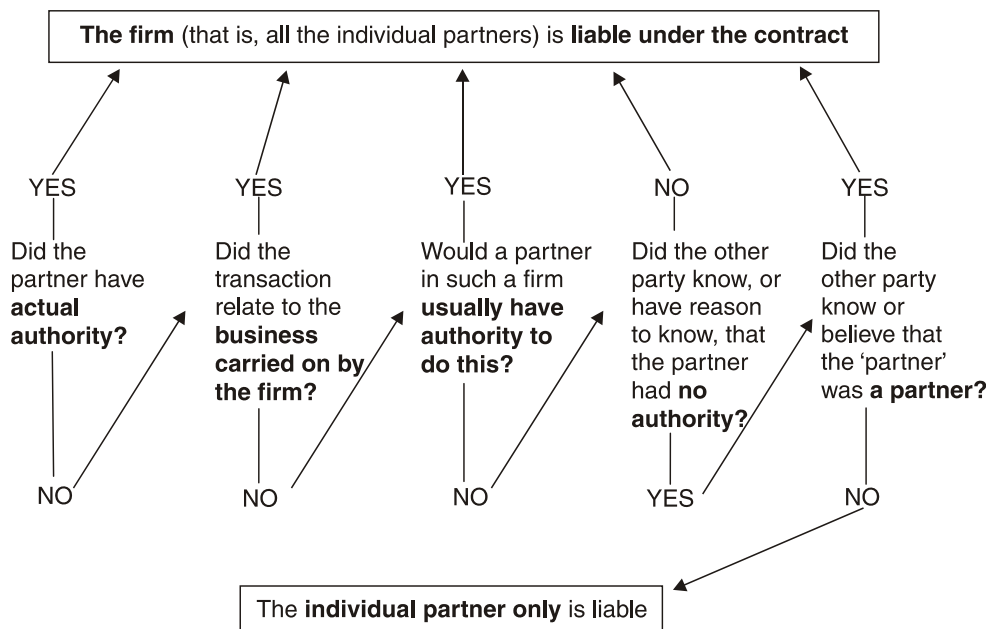 The firm (that is, all the individual partners) is liable under the contract
YES
YES
YES
NO
YES
Did the
partner have
actual
authority?
Did the
transaction
relate to the
business
carried on by
the firm?
Would a partner
in such a firm
usually have
authority to
do this?
Did the other
party know, or
have reason
to know, that
the partner
had no
authority?
Did the
other party
know or
believe that
the ‘partner’
was a partner?
NO
NO
NO
YES
NO
The individual partner only is liable